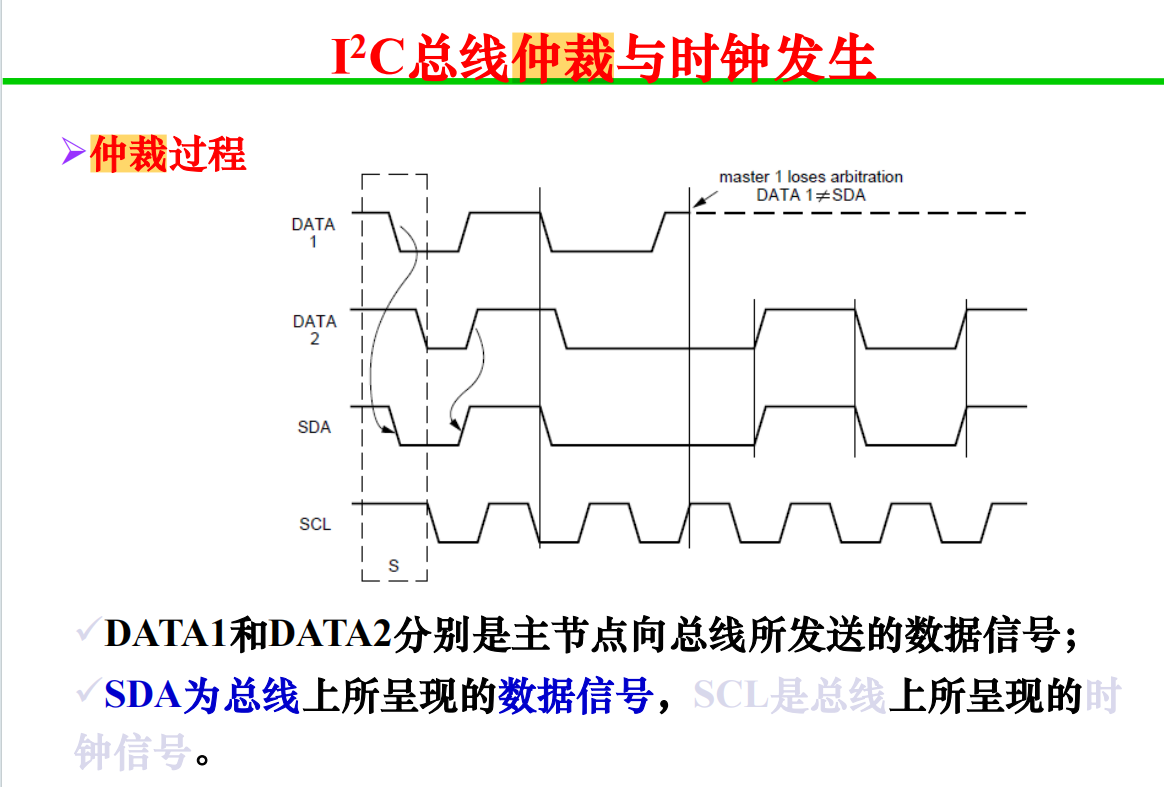 I²C总线仲裁与时钟发生
➢仲裁过程
master 1 loses arbitration
DATA 1≠SDA
DATA
1
DATA
2
SDA
SCL
S
✓DATA1和DATA2分别是主节点向总线所发送的数据信号；
✓SDA为总线上所呈现的数据信号，SCL是总线上所呈现的时
钟信号。